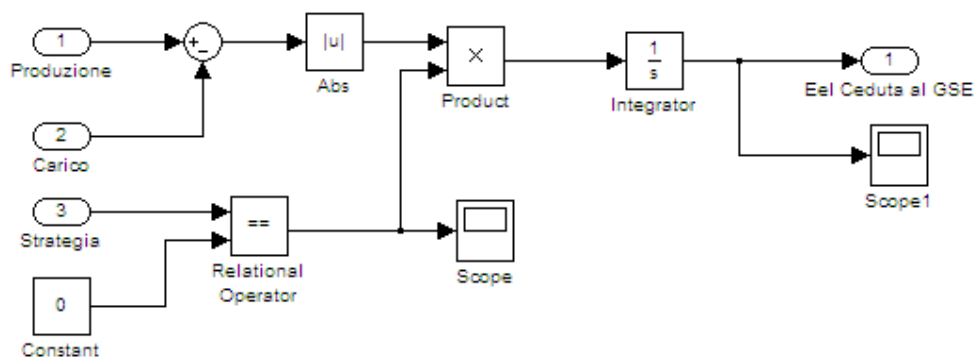 1
Produzione
+
-
|u|
Abs
×
Product
1
s
Integrator
1
Eel Ceduta al GSE
2
Carico
Scope1
3
Strategia
==
Relational
Operator
Scope
0
Constant